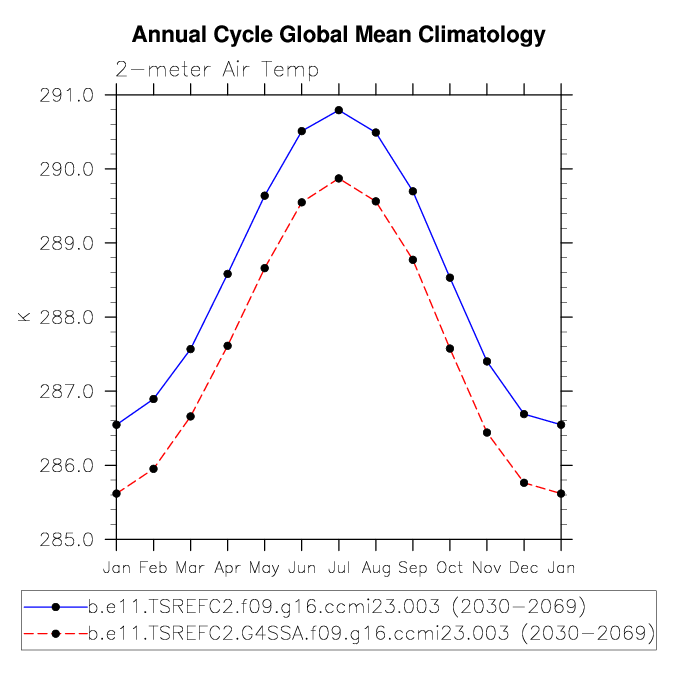 Annual Cycle Global Mean Climatology
2-meter Air Temp
291.0
290.0
289.0
288.0
287.0
286.0
285.0
K
Jan Feb Mar Apr May Jun Jul Aug Sep Oct Nov Dec Jan
b.e11.TSREFC2.f09.g16.ccmi23.003 (2030-2069)
b.e11.TSREFC2.G4SSA.f09.g16.ccmi23.003 (2030-2069)